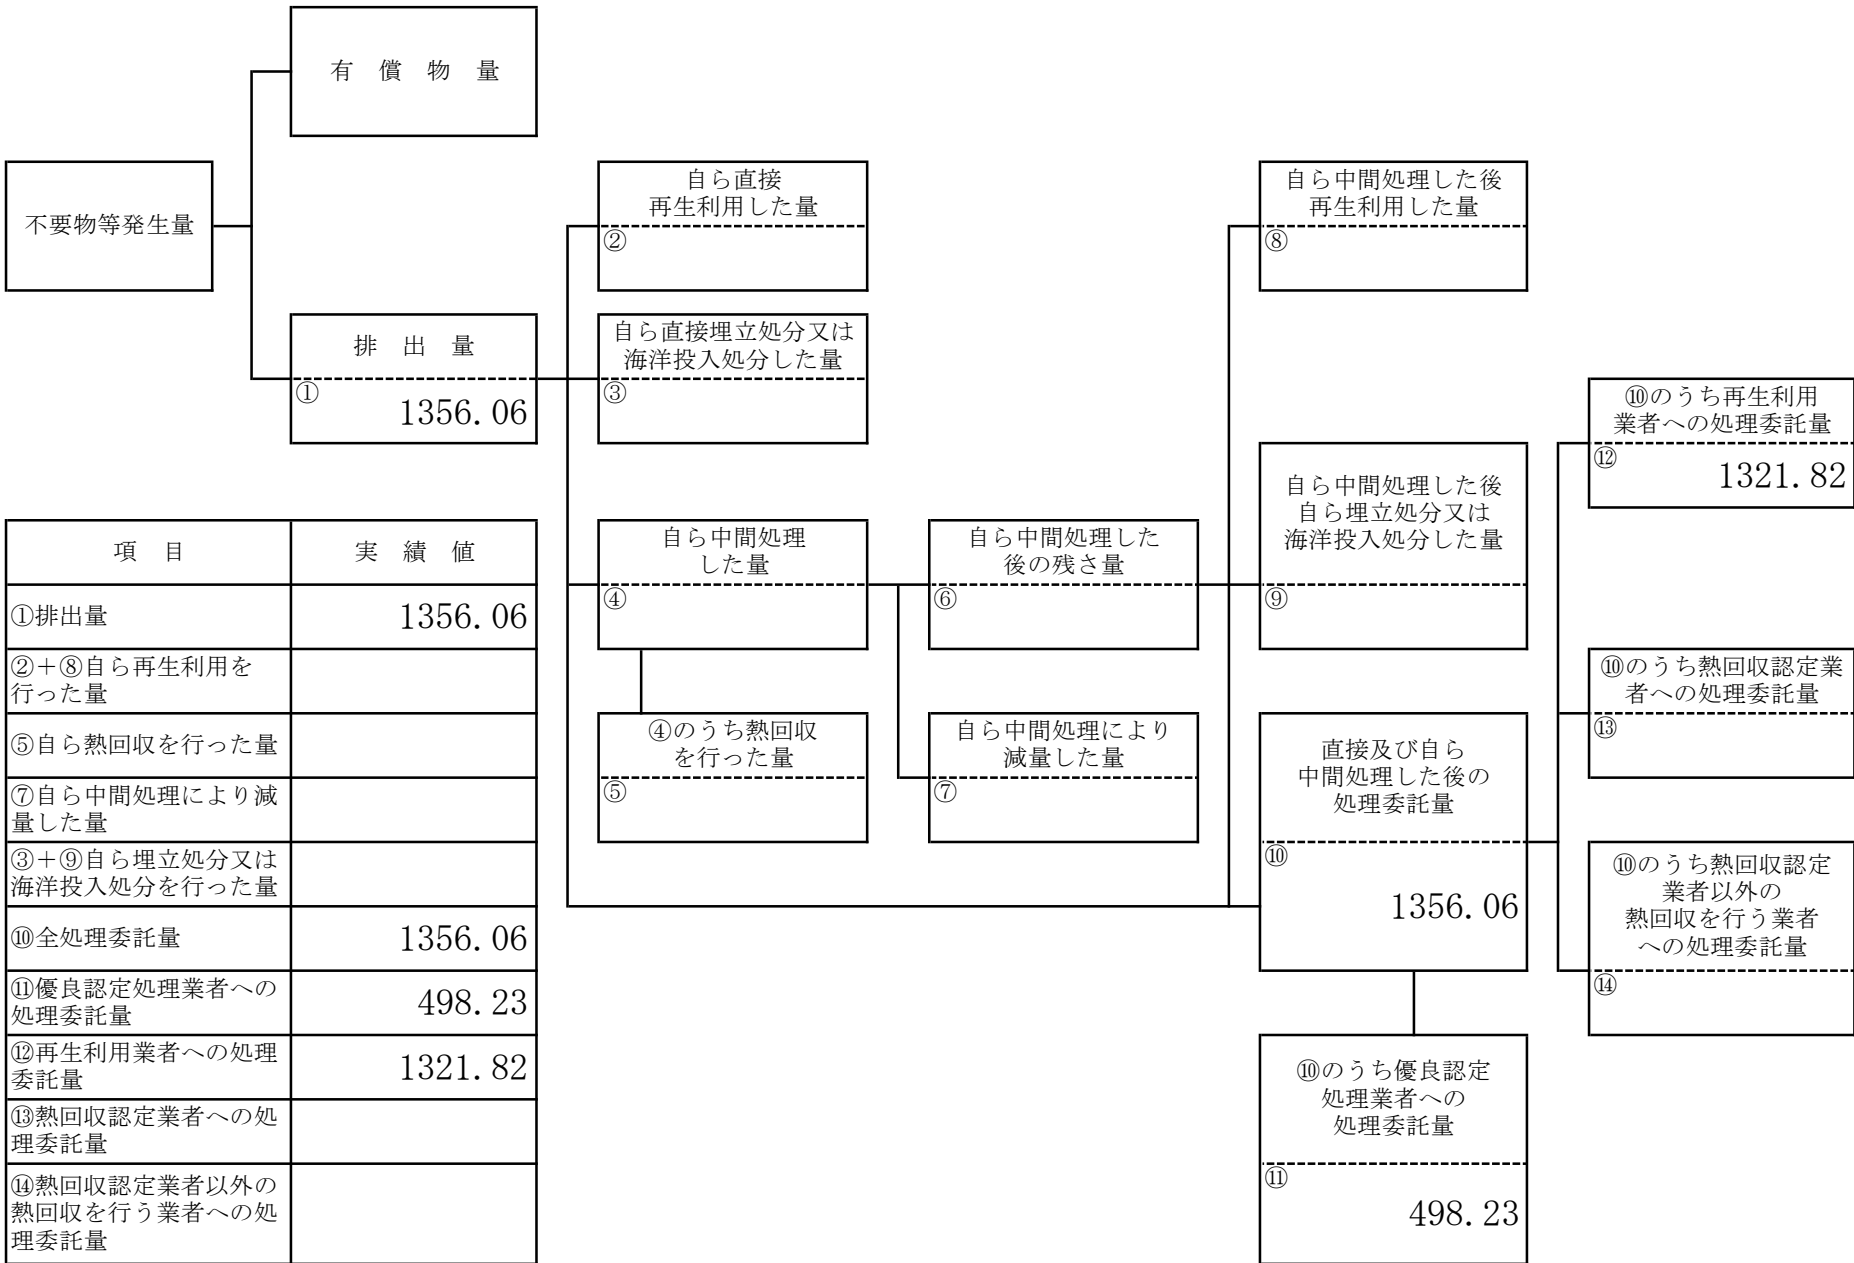 有 償 物 量
不要物等発生量
排 出 量
①
1356.06
自ら直接
再生利用した量
②
自ら直接埋立処分又は
海洋投入処分した量
③
自ら中間処理
した量
④
④のうち熱回収
を行った量
⑤
自ら中間処理した
後の残さ量
⑥
自ら中間処理により
減量した量
⑦
自ら中間処理した後
再生利用した量
⑧
自ら中間処理した後
自ら埋立処分又は
海洋投入処分した量
⑨
直接及び自ら
中間処理した後の
処理委託量
⑩
1356.06
⑩のうち優良認定
処理業者への
処理委託量
⑪
498.23
⑩のうち再生利用
業者への処理委託量
⑫
1321.82
⑩のうち熱回収認定業
者への処理委託量
⑬
⑩のうち熱回収認定
業者以外の
熱回収を行う業者
への処理委託量
⑭
項 目 実 績 値
①排出量 1356.06
②+⑧自ら再生利用を
行った量
⑤自ら熱回収を行った量
⑦自ら中間処理により減
量した量
③+⑨自ら埋立処分又は
海洋投入処分を行った量
⑩全処理委託量 1356.06
⑪優良認定処理業者への
処理委託量 498.23
⑫再生利用業者への処理
委託量 1321.82
⑬熱回収認定業者への処
理委託量
⑭熱回収認定業者以外の
熱回収を行う業者への処
理委託量